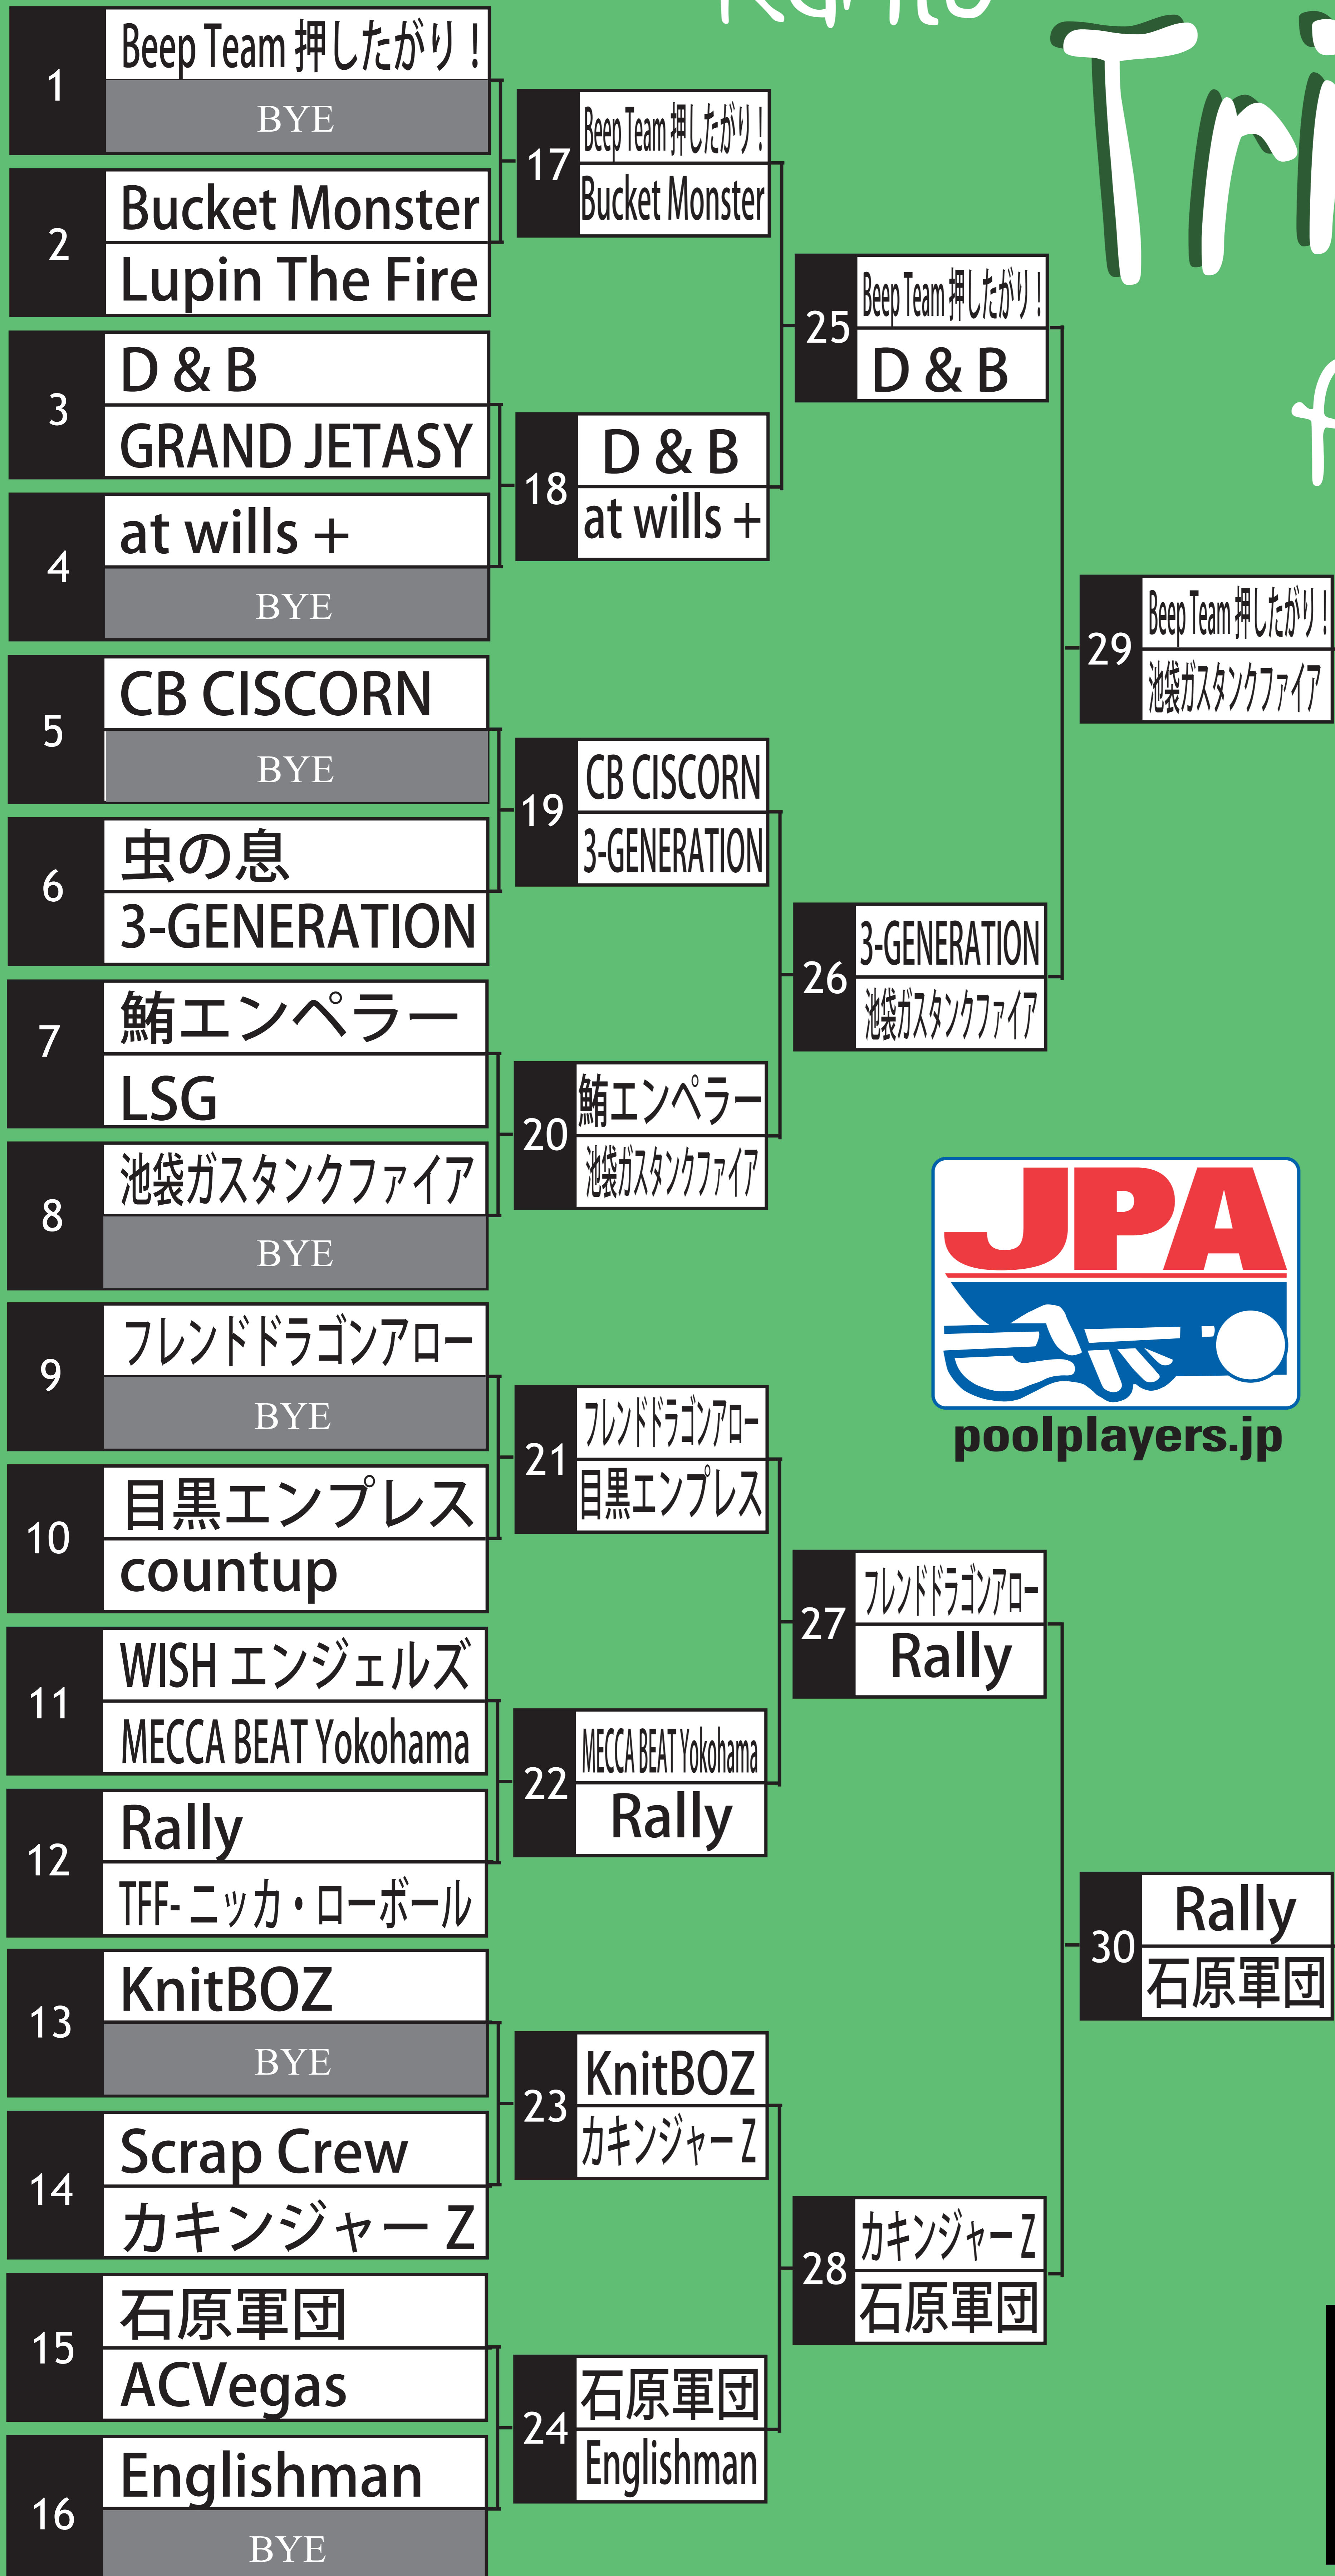 1
Beep Team 押したがり！
BYE
2
Bucket Monster
Lupin The Fire
3
D & B
GRAND JETASY
4
at wills +
BYE
5
CB CISCORN
BYE
6
虫の息
3-GENERATION
7
鮪エンペラー
LSG
8
池袋ガスタンクファイア
BYE
9
フレンドドラゴンアロー
BYE
10
目黒エンプレス
countup
11
WISH エンジェルズ
MECCA BEAT Yokohama
12
Rally
TFF- ニッカ・ローボール
13
KnitBOZ
BYE
14
Scrap Crew
カキンジャー Z
15
石原軍団
ACVegas
16
Englishman
BYE
17
Beep Team 押したがり！
Bucket Monster
18
D & B
at wills +
19
CB CISCORN
3-GENERATION
20
鮪エンペラー
池袋ガスタンクファイア
21
フレンドドラゴンアロー
目黒エンプレス
22
MECCA BEAT Yokohama
Rally
23
KnitBOZ
カキンジャー Z
24
石原軍団
Englishman
25
Beep Team 押したがり！
D & B
26
3-GENERATION
池袋ガスタンクファイア
27
フレンドドラゴンアロー
Rally
28
カキンジャー Z
石原軍団
29
Beep Team 押したがり！
池袋ガスタンクファイア
30
Rally
石原軍団
Tri
JPA
poolplayers.jp